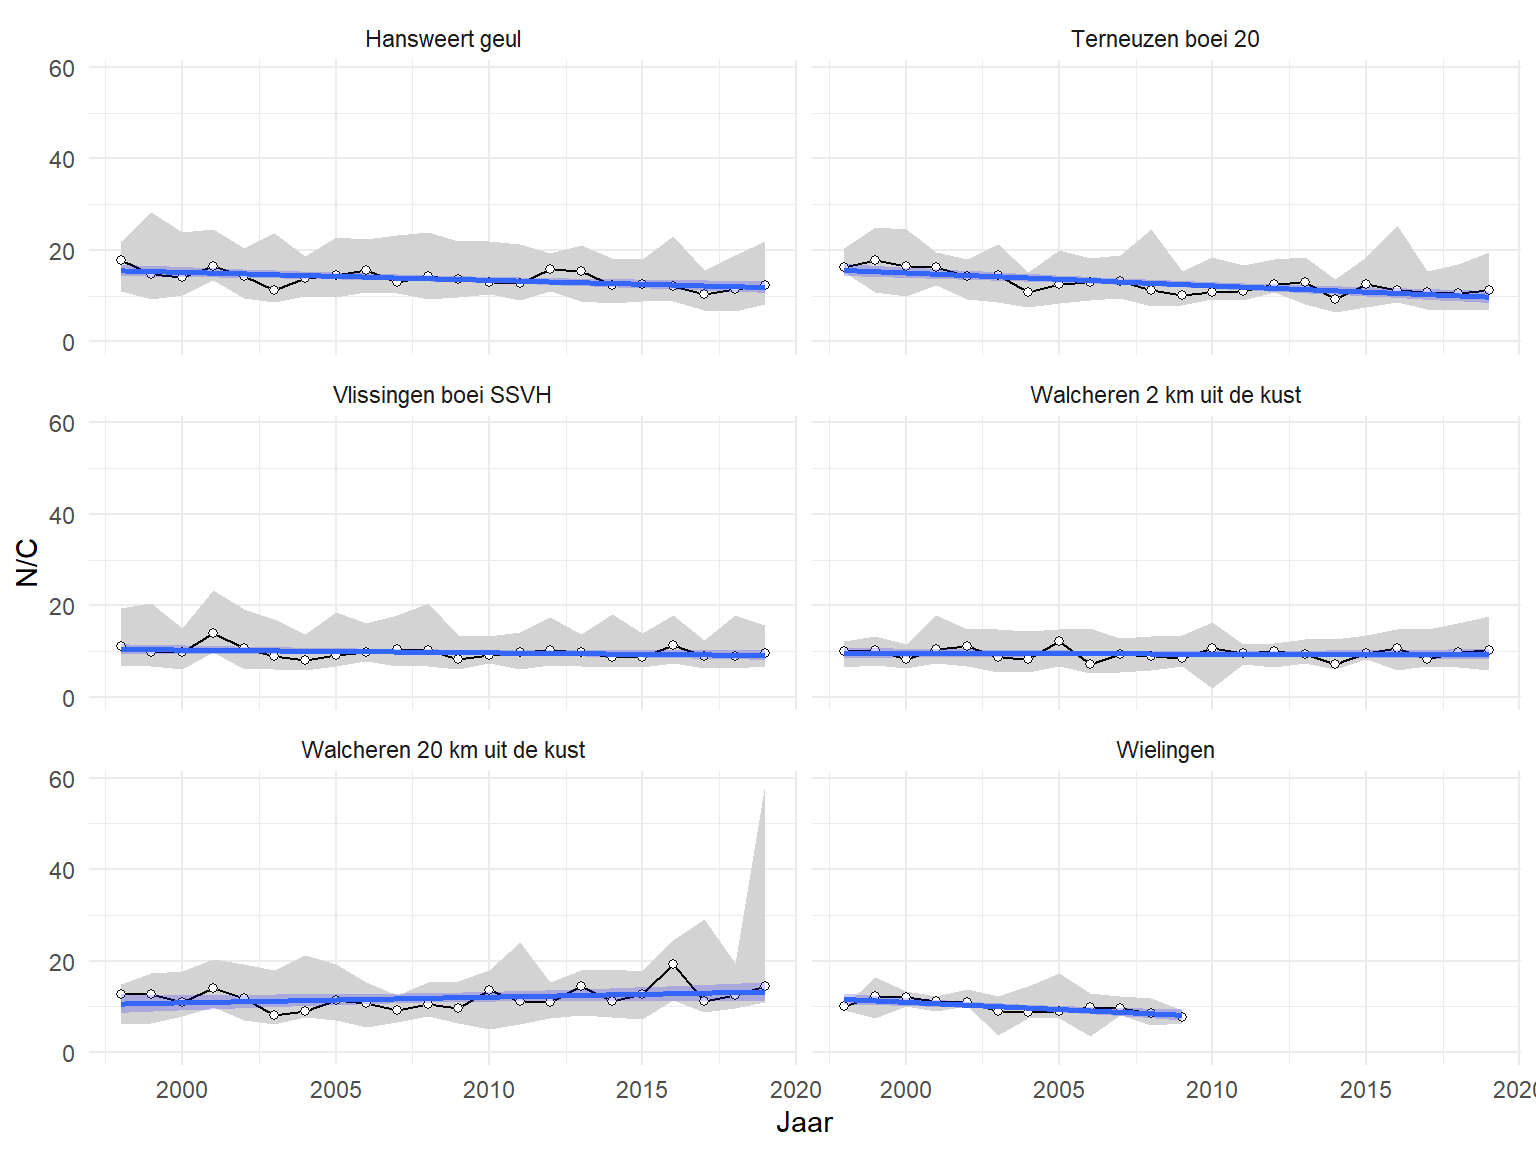 Hansweert geul
Terneuzen boei 20
60
40
20
0
Vlissingen boei SSVH
Walcheren 2 km uit de kust
60
40
20
0
N/C
Walcheren 20 km uit de kust
Wielingen
60
40
20
0
2000 2005 2010 2015 2020 2000 2005 2010 2015 2020
Jaar